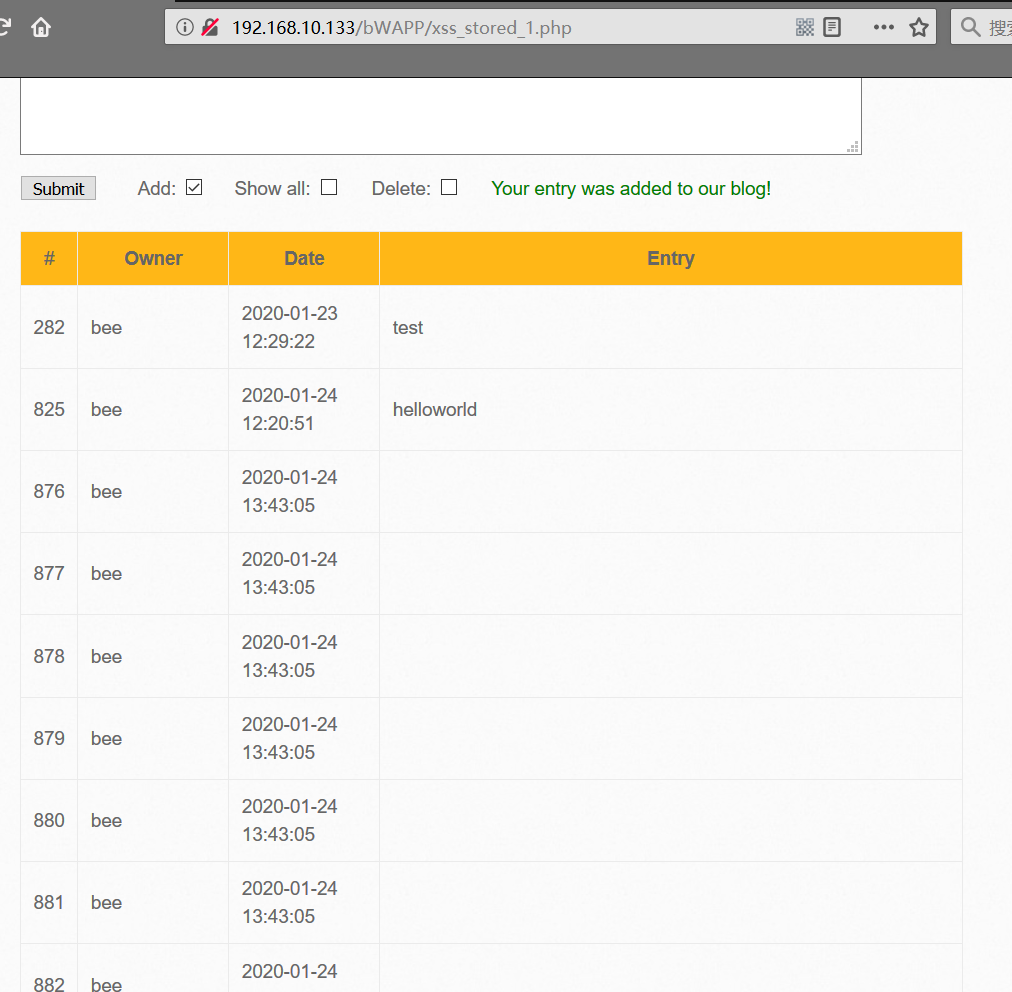 192.168.10.133/bWAPP/xss_stored_1.php
搜索
Submit Add: Show all: Delete: Your entry was added to our blog!
# Owner Date Entry
282 bee 2020-01-23 12:29:22 test
825 bee 2020-01-24 12:20:51 helloworld
876 bee 2020-01-24 13:43:05
877 bee 2020-01-24 13:43:05
878 bee 2020-01-24 13:43:05
879 bee 2020-01-24 13:43:05
880 bee 2020-01-24 13:43:05
881 bee 2020-01-24 13:43:05
882 bee 2020-01-24